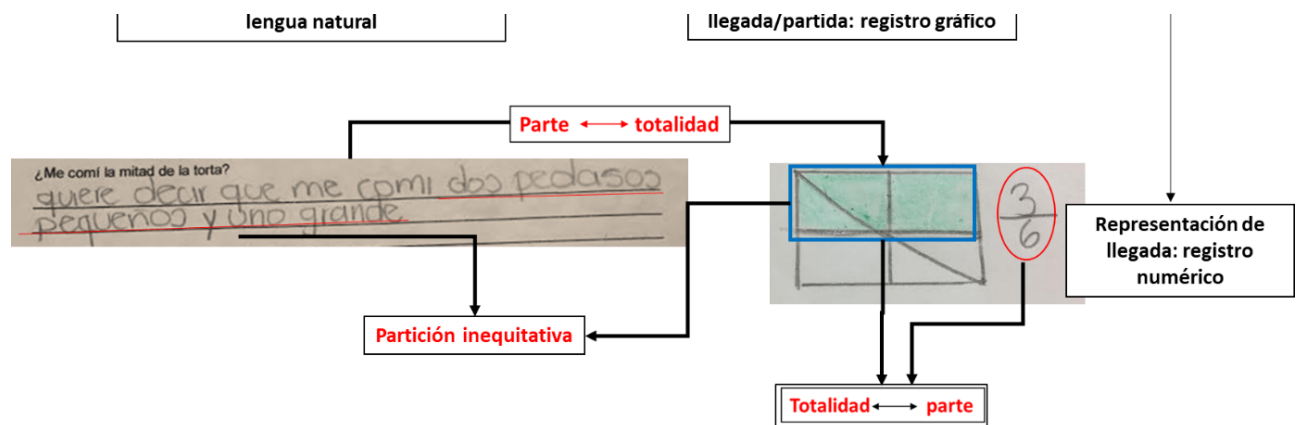 lengua natural
llegada/partida: registro gráfico
Parte ⟷ totalidad
¿Me comí la mitad de la torta?
quiere decir que me comi dos pedasos
pequeños y uno grande
3
6
Representación de
llegada: registro
numérico
Partición inequitativa
Totalidad ⟷ parte